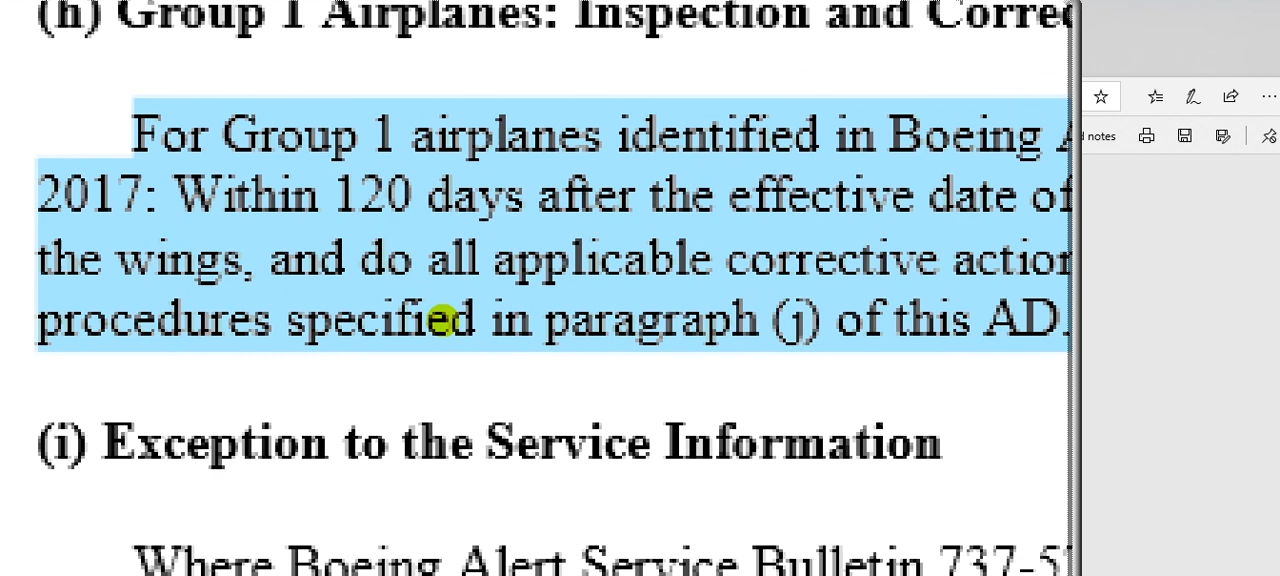 (h) Group 1 Airplanes: Inspection and
For Group 1 airplanes identified in Boeing
2017: Within 120 days after the effective date of
the wings, and do all applicable corrective
procedures specified in paragraph (j) of this AD.
(i) Exception to the Service Information
Where Boeing Alert Service Bulletin
notes